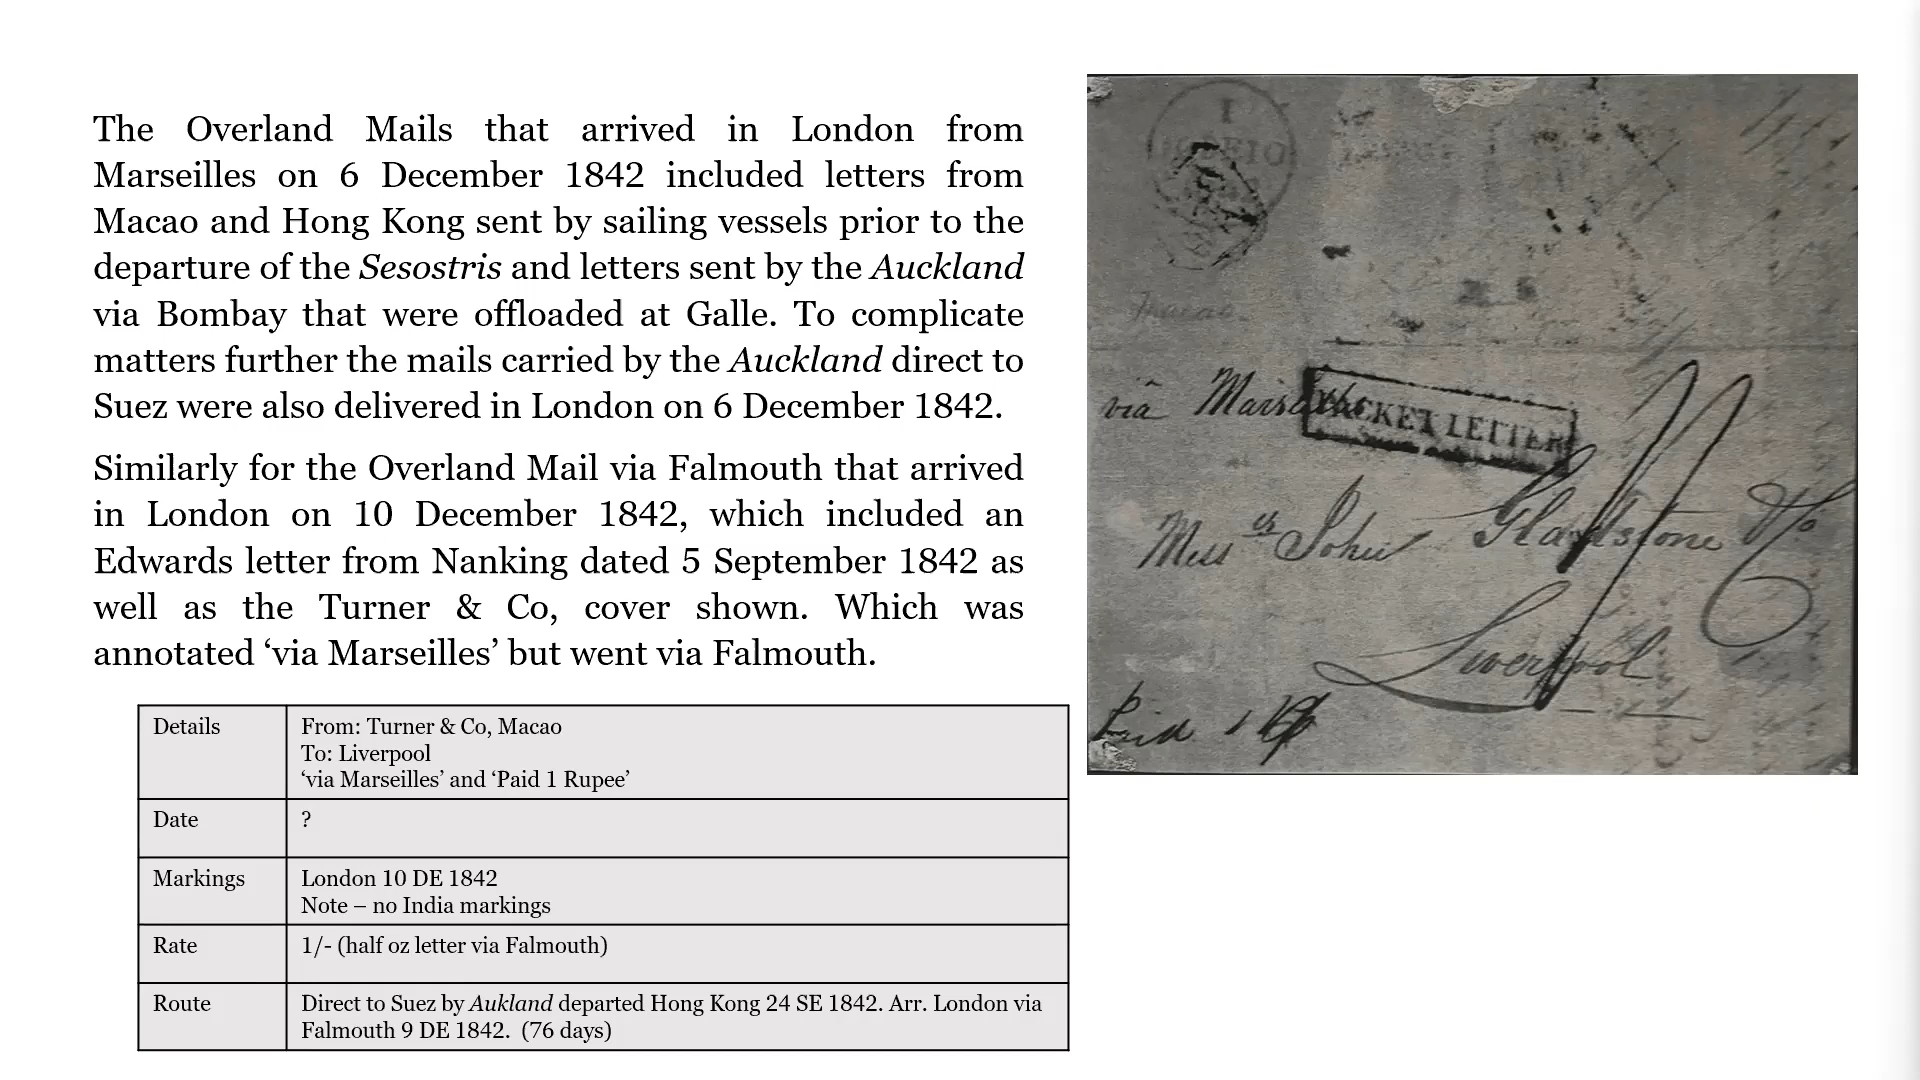 The Overland Mails that arrived in London from
Marseilles on 6 December 1842 included letters from
Macao and Hong Kong sent by sailing vessels prior to the
departure of the Sesostris and letters sent by the Auckland
via Bombay that were offloaded at Galle. To complicate
matters further the mails carried by the Auckland direct to
Suez were also delivered in London on 6 December 1842.
Similarly for the Overland Mail via Falmouth that arrived
in London on 10 December 1842, which included an
Edwards letter from Nanking dated 5 September 1842 as
well as the Turner & Co, cover shown. Which was
annotated ‘via Marseilles’ but went via Falmouth.
Details
From: Turner & Co, Macao
To: Liverpool
‘via Marseilles’ and ‘Paid 1 Rupee’
Date
?
Markings
London 10 DE 1842
Note – no India markings
Rate
1/- (half oz letter via Falmouth)
Route
Direct to Suez by Aukland departed Hong Kong 24 SE 1842. Arr. London via
Falmouth 9 DE 1842. (76 days)
Macao
via Marseilles
PACKET LETTER
Messrs John Gladstone & Co
Liverpool
Paid 1